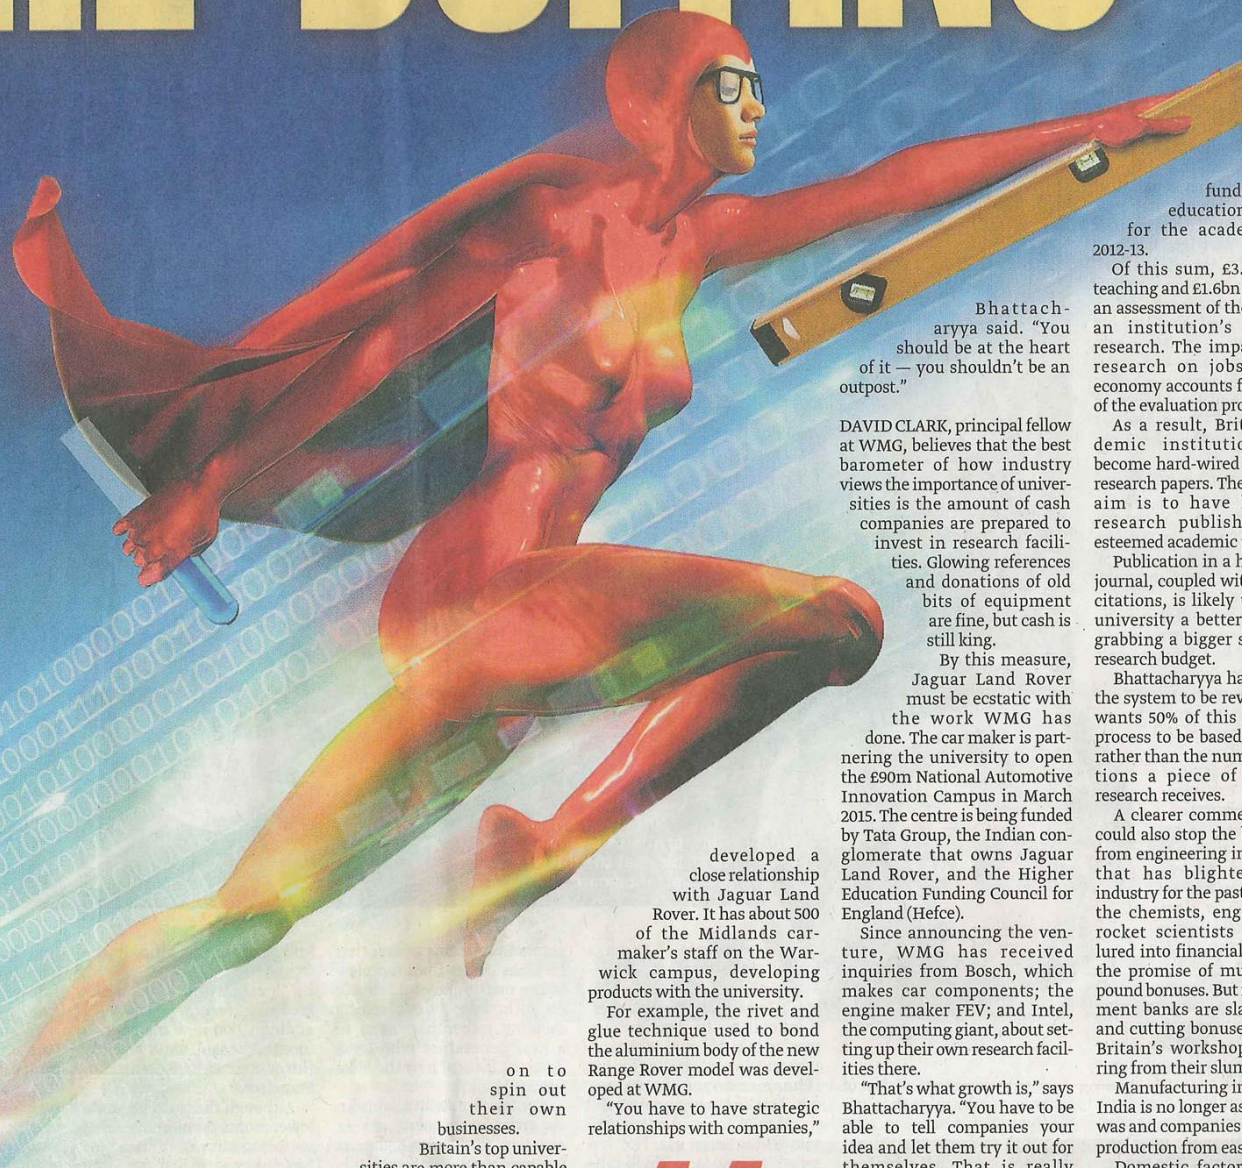 on to
spin out
their own
businesses.
Britain's top univer-
sities are more than capable
developed a
close relationship
with Jaguar Land
Rover. It has about 500
of the Midlands car-
maker's staff on the War-
wick campus, developing
products with the university.
For example, the rivet and
glue technique used to bond
the aluminium body of the new
Range Rover model was devel-
oped at WMG.
“You have to have strategic
relationships with companies,”
Bhattach-
aryya said. “You
should be at the heart
of it — you shouldn't be an
outpost.”
DAVID CLARK, principal fellow
at WMG, believes that the best
barometer of how industry
views the importance of univer-
sities is the amount of cash
companies are prepared to
invest in research facili-
ties. Glowing references
and donations of old
bits of equipment
are fine, but cash is
still king.
By this measure,
Jaguar Land Rover
must be ecstatic with
the work WMG has
done. The car maker is part-
nering the university to open
the £90m National Automotive
Innovation Campus in March
2015. The centre is being funded
by Tata Group, the Indian con-
glomerate that owns Jaguar
Land Rover, and the Higher
Education Funding Council for
England (Hefce).
Since announcing the ven-
ture, WMG has received
inquiries from Bosch, which
makes car components; the
engine maker FEV; and Intel,
the computing giant, about set-
ting up their own research facil-
ities there.
“That's what growth is,” says
Bhattacharyya. “You have to be
able to tell companies your
idea and let them try it out for
themselves. That is really
fund
education
for the acade
2012-13.
Of this sum, £3.
teaching and £1.6bn
an assessment of the
an institution's
research. The impa
research on jobs
economy accounts f
of the evaluation pro
As a result, Brit
demic institutio
become hard-wired
research papers. The
aim is to have
research publish
esteemed academic
Publication in a h
journal, coupled wit
citations, is likely
university a better
grabbing a bigger s
research budget.
Bhattacharyya ha
the system to be rev
wants 50% of this
process to be based
rather than the num
tions a piece of
research receives.
A clearer comme
could also stop the
from engineering in
that has blighte
industry for the past
the chemists, eng
rocket scientists
lured into financial
the promise of mu
pound bonuses. But
ment banks are sla
and cutting bonuse
Britain's workshop
ring from their slum
Manufacturing in
India is no longer as
was and companies
production from eas
Domestic factor